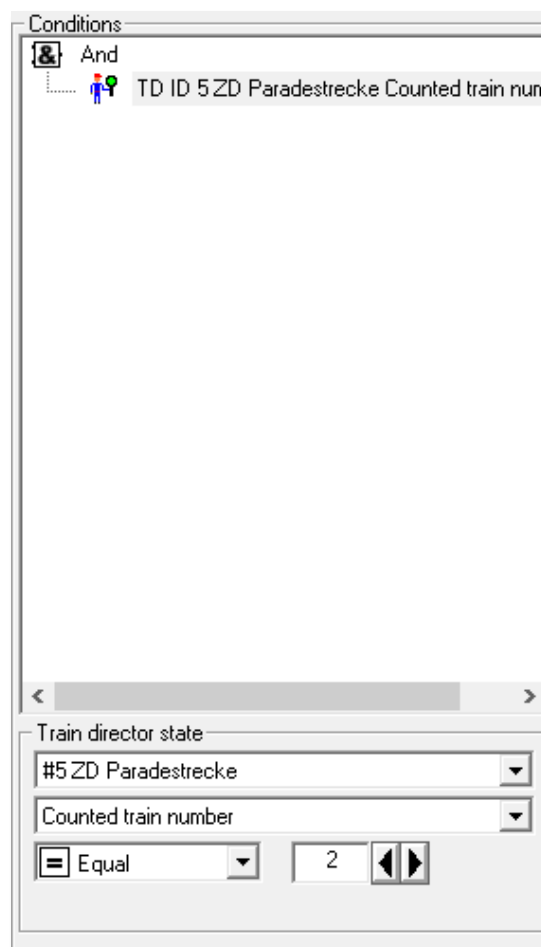 Conditions
& And
TD ID 5 ZD Paradestrecke Counted train
Train director state
#5 ZD Paradestrecke
Counted train number
= Equal 2